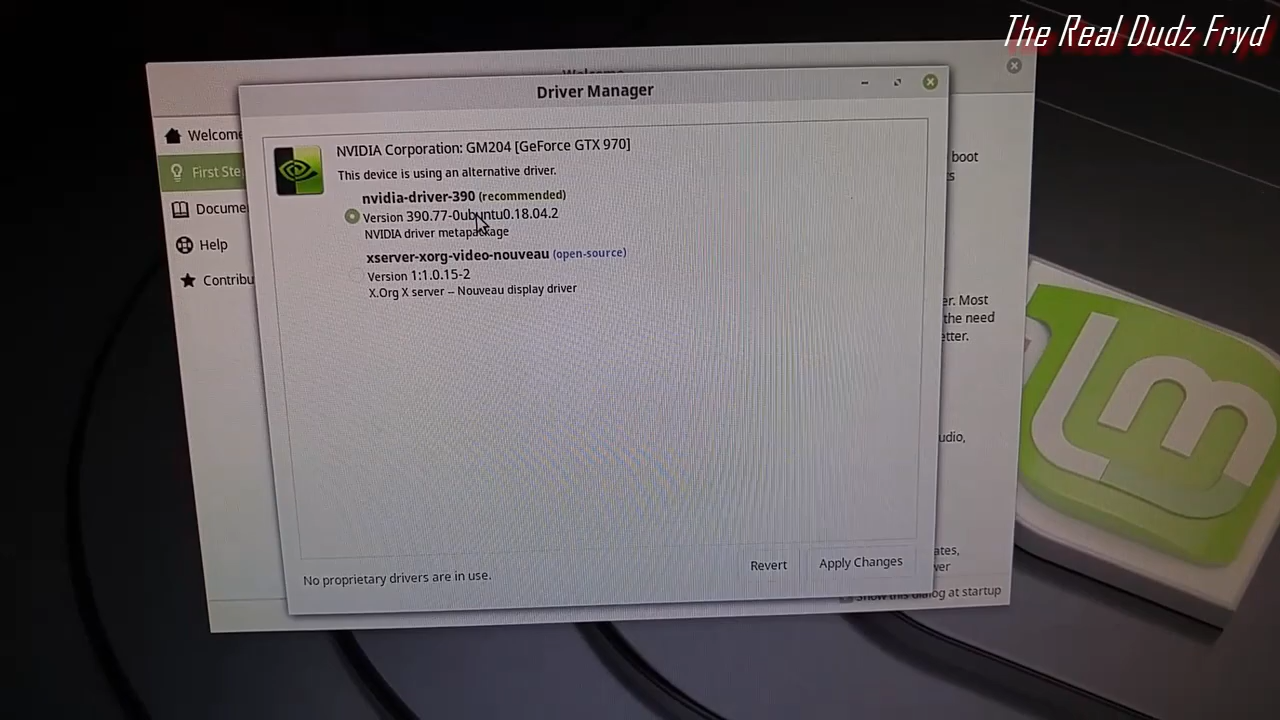 The Real Dudz Fryd
Driver Manager
NVIDIA Corporation: GM204 [GeForce GTX 970]
This device is using an alternative driver.
nvidia-driver-390 (recommended)
Version 390.77-0ubuntu0.18.04.2
NVIDIA driver metapackage
xserver-xorg-video-nouveau (open-source)
Version 1:1.0.15-2
X.Org X server -- Nouveau display driver
No proprietary drivers are in use.
Revert
Apply Changes
Welcome
First Ste
Docume
Help
Contribu
boot
er. Most
the need
etter.
udio,
ates,
wer
Show this dialog at startup
lm